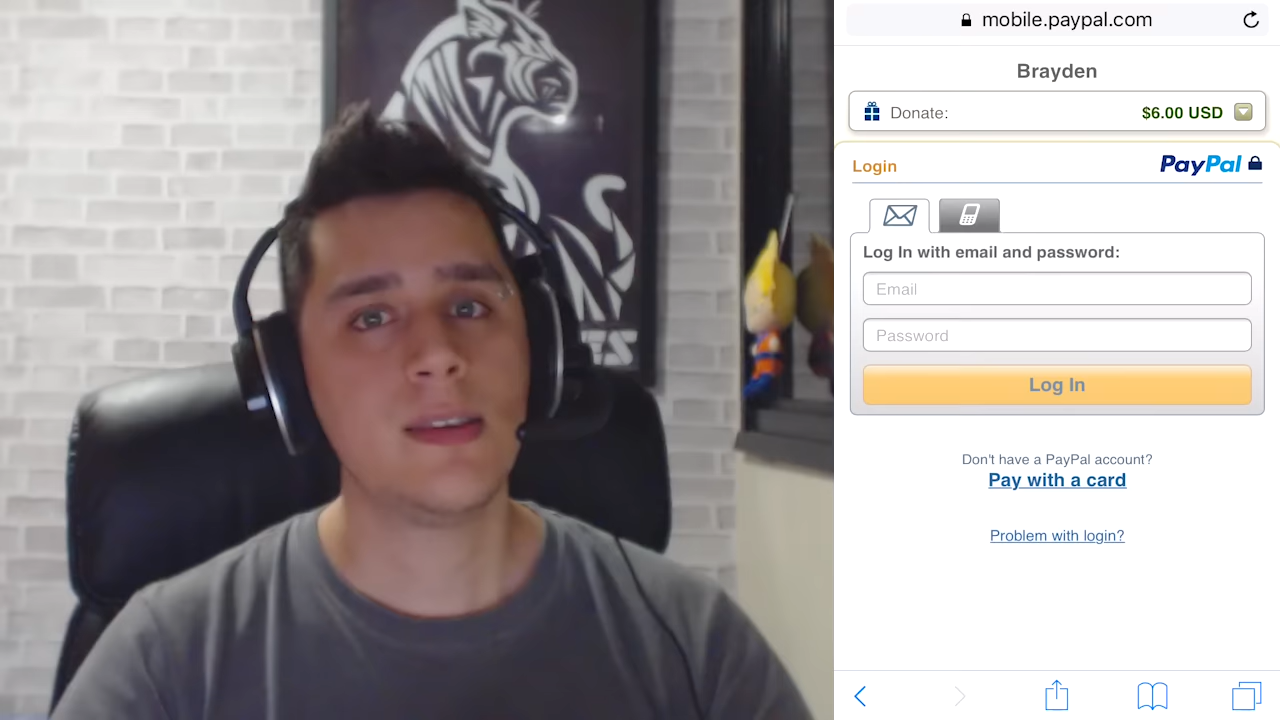 mobile.paypal.com
Brayden
Donate: $6.00 USD
Login PayPal
Log In with email and password:
Email
Password
Log In
Don't have a PayPal account?
Pay with a card
Problem with login?